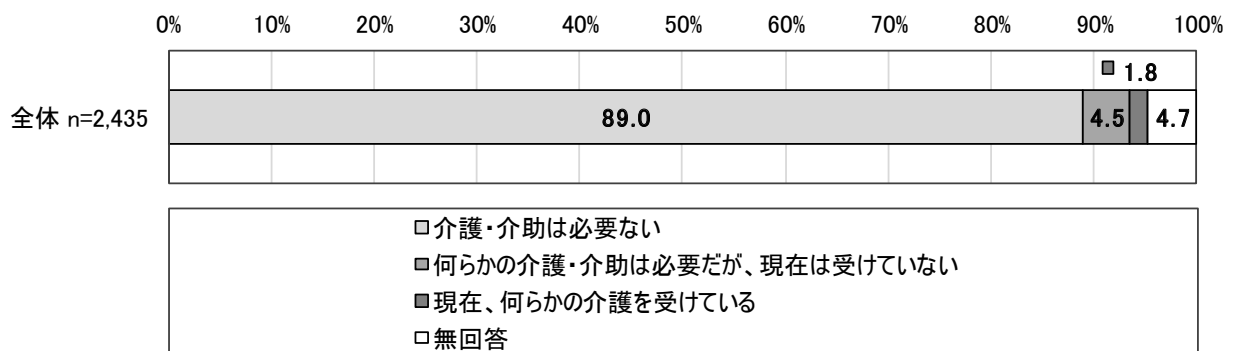 0% 10% 20% 30% 40% 50% 60% 70% 80% 90% 100%
1.8
全体 n=2,435 89.0 4.5 4.7
介護・介助は必要ない
何らかの介護・介助は必要だが、現在は受けていない
現在、何らかの介護を受けている
無回答